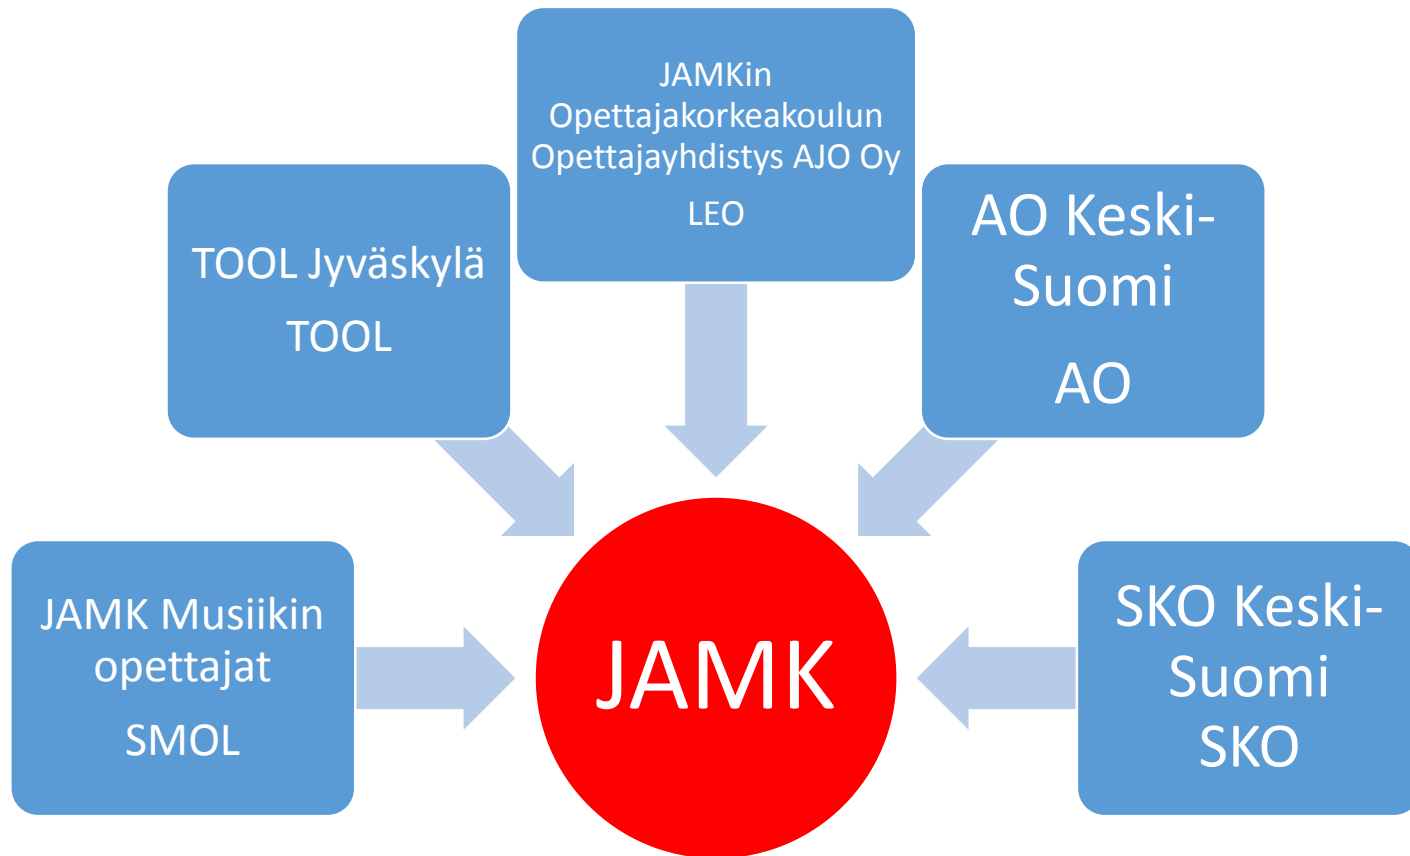 JAMKin
Opettajakorkeakoulun
Opettajayhdistys AJO Oy
LEO
TOOL Jyväskylä
TOOL
AO Keski-
Suomi
AO
JAMK Musiikin
opettajat
SMOL
JAMK
SKO Keski-
Suomi
SKO